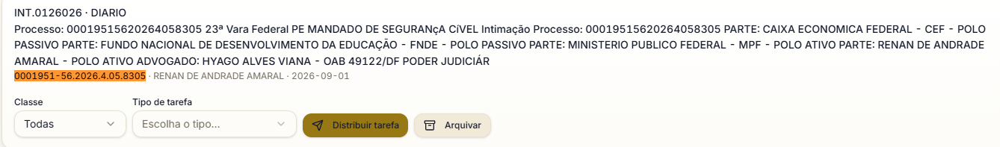 INT.0126026 · DIARIO
Processo: 00019515620264058305 23ª Vara Federal PE MANDADO DE SEGURANçA CíVEL Intimação Processo: 00019515620264058305 PARTE: CAIXA ECONOMICA FEDERAL - CEF - POLO
PASSIVO PARTE: FUNDO NACIONAL DE DESENVOLVIMENTO DA EDUCAÇÃO - FNDE - POLO PASSIVO PARTE: MINISTERIO PUBLICO FEDERAL - MPF - POLO ATIVO PARTE: RENAN DE ANDRADE
AMARAL - POLO ATIVO ADVOGADO: HYAGO ALVES VIANA - OAB 49122/DF PODER JUDICIÁR
0001951-56.2026.4.05.8305 · RENAN DE ANDRADE AMARAL · 2026-09-01
Classe Tipo de tarefa
Todas Escolha o tipo... Distribuir tarefa Arquivar